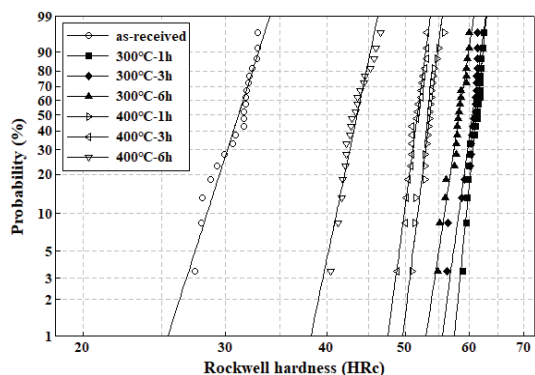 99
90
80
70
60
50
40
30
20
10
5
3
2
1
Probability (%)
as-received
300°C-1h
300°C-3h
300°C-6h
400°C-1h
400°C-3h
400°C-6h
20 30 40 50 60 70 80
Rockwell hardness (HRc)